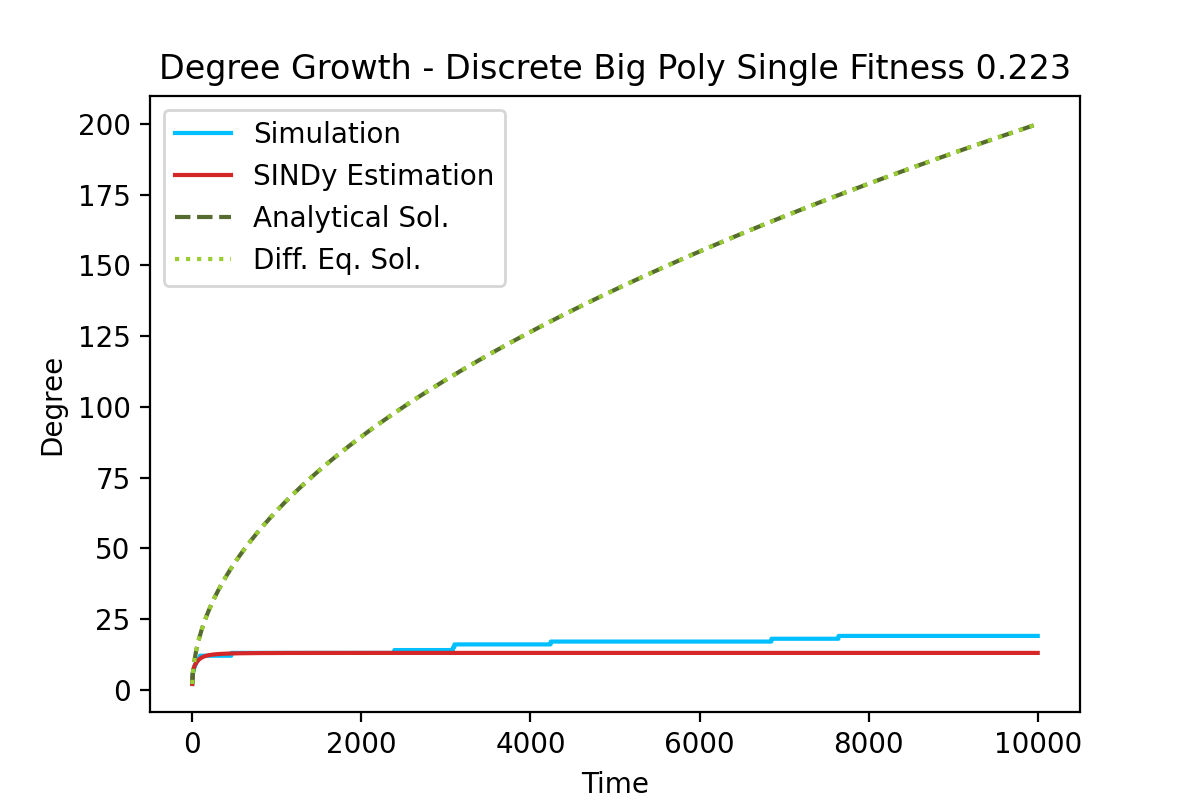 Degree Growth - Discrete Big Poly Single Fitness 0.223
Simulation
SINDy Estimation
Analytical Sol.
Diff. Eq. Sol.
200
175
150
125
100
75
50
25
0
Degree
0 2000 4000 6000 8000 10000
Time